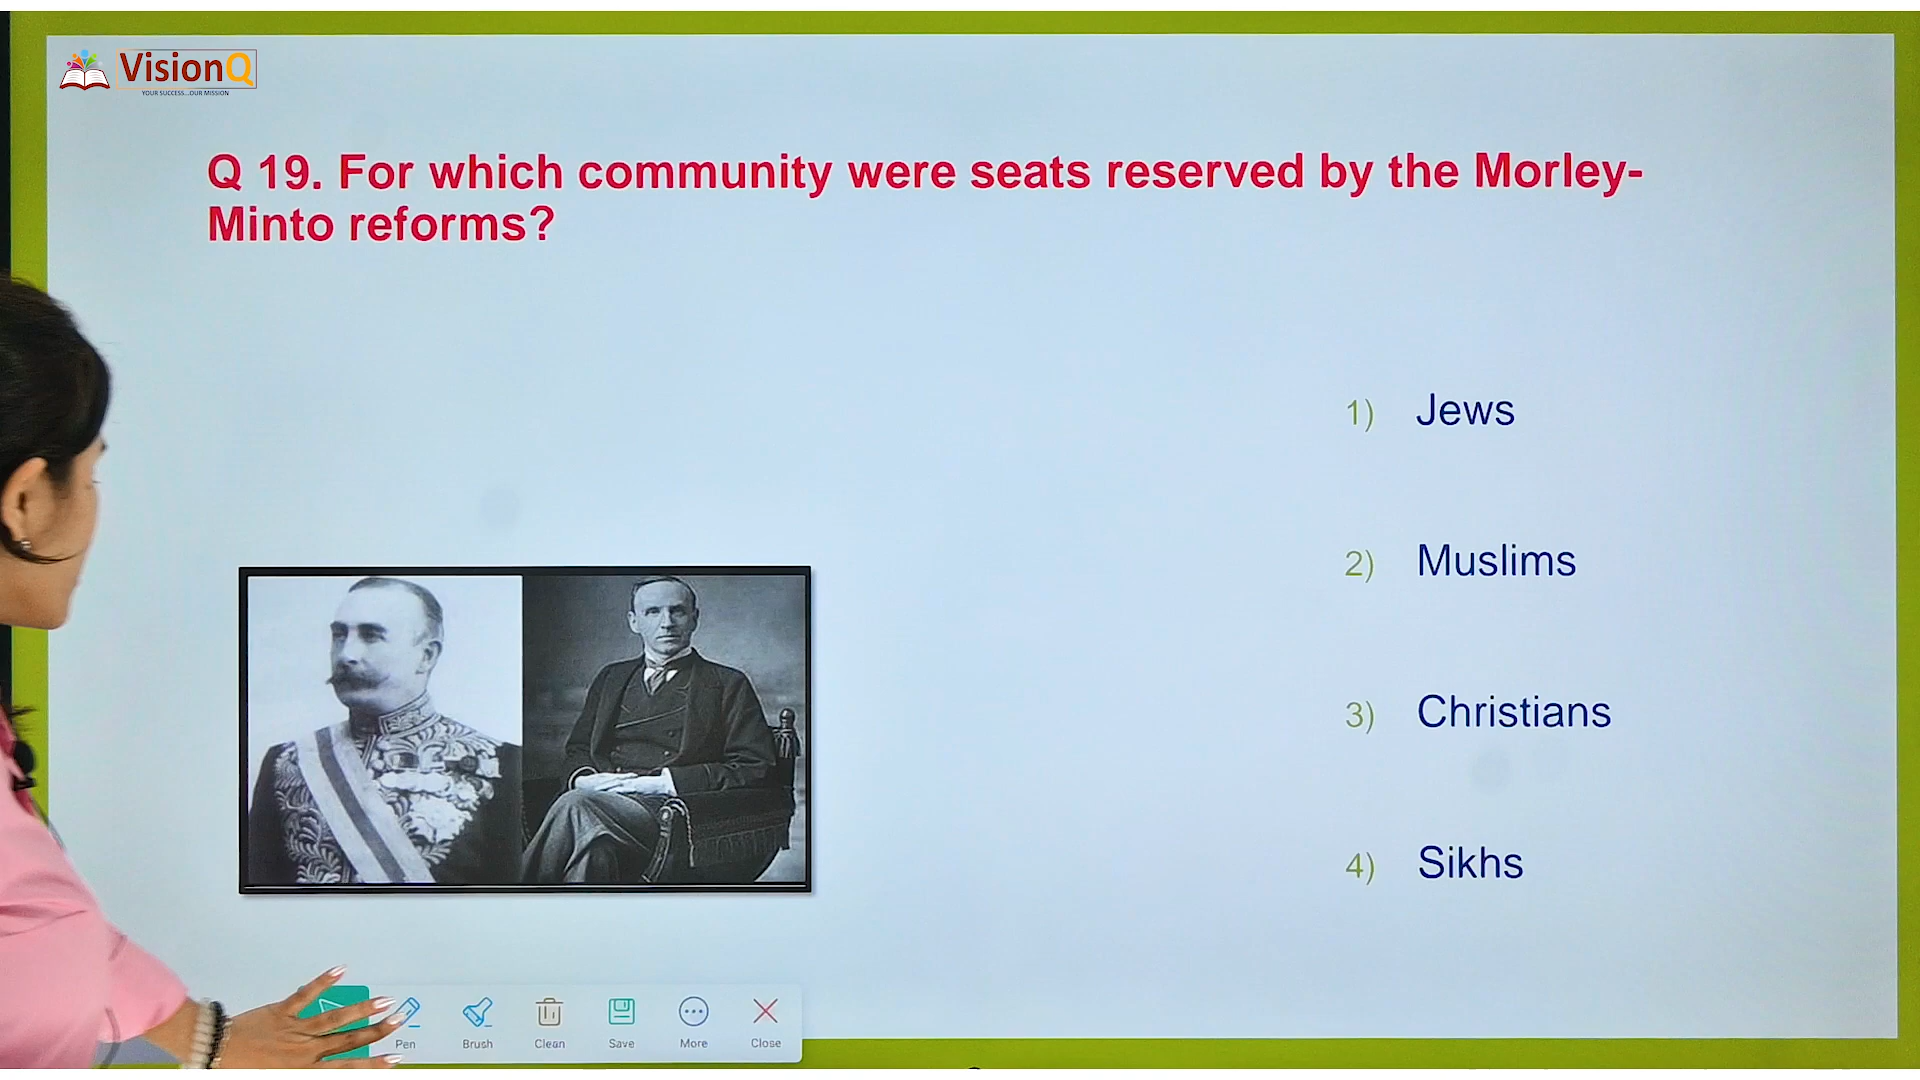 VisionQ
YOUR SUCCESS...OUR MISSION
Q 19. For which community were seats reserved by the Morley-
Minto reforms?
1) Jews
2) Muslims
3) Christians
4) Sikhs
Pen Brush Clean Save More Close